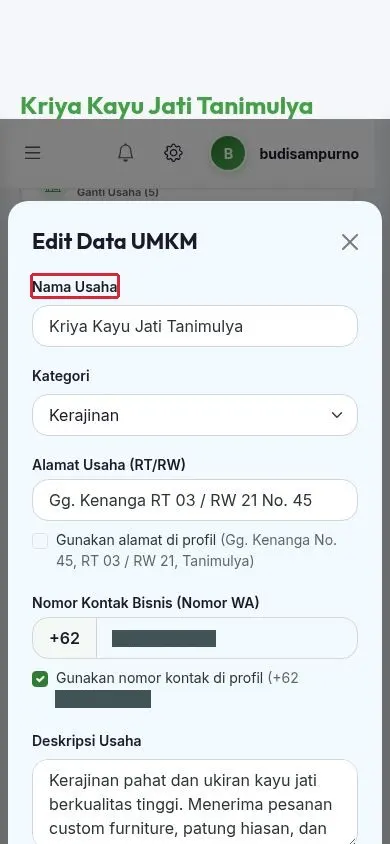 Kriya Kayu Jati Tanimulya
B
budisampurno
Ganti Usaha (5)
Edit Data UMKM
Nama Usaha
Kriya Kayu Jati Tanimulya
Kategori
Kerajinan
Alamat Usaha (RT/RW)
Gg. Kenanga RT 03 / RW 21 No. 45
Gunakan alamat di profil (Gg. Kenanga No.
45, RT 03 / RW 21, Tanimulya)
Nomor Kontak Bisnis (Nomor WA)
+62
Gunakan nomor kontak di profil (+62
Deskripsi Usaha
Kerajinan pahat dan ukiran kayu jati
berkualitas tinggi. Menerima pesanan
custom furniture, patung hiasan, dan